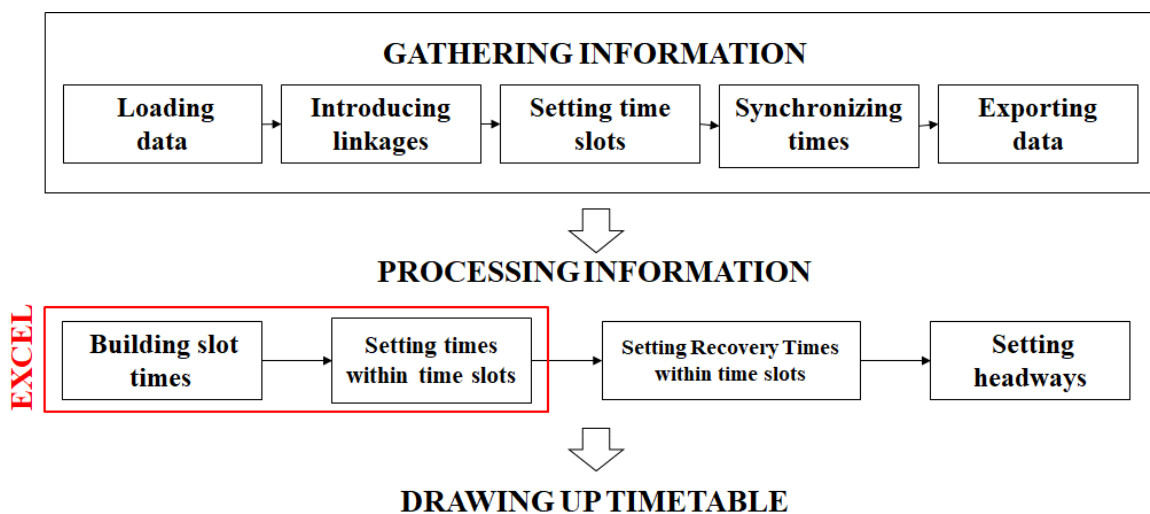 GATHERING INFORMATION
Loading
data
Introducing
linkages
Setting time
slots
Synchronizing
times
Exporting
data
PROCESSING INFORMATION
EXCEL
Building slot
times
Setting times
within time slots
Setting Recovery Times
within time slots
Setting
headways
DRAWING UP TIMETABLE